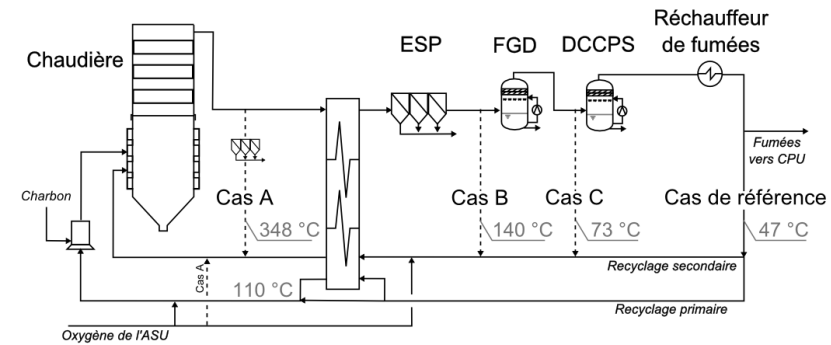 Réchauffeur
de fumées
ESP
FGD
DCCPS
Chaudière
Fumées
vers CPU
Charbon
Cas A
Cas B
Cas C
Cas de référence
348 °C
140 °C
73 °C
47 °C
Recyclage secondaire
Cas A
110 °C
Recyclage primaire
Oxygène de l'ASU